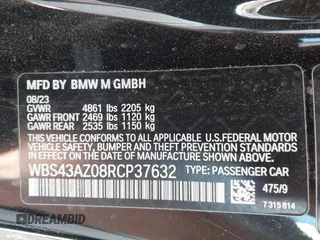 MFD BY BMW M GMBH
08/23
GVWR 4861 lbs 2205 kg
GAWR FRONT 2469 lbs 1120 kg
GAWR REAR 2535 lbs 1150 kg
THIS VEHICLE CONFORMS TO ALL APPLICABLE U.S.FEDERAL MOTOR
VEHICLE SAFETY, BUMPER, AND THEFT PREVENTION STANDARDS
IN EFFECT ON THE DATE OF MANUFACTURE SHOWN ABOVE.
WBS43AZ08RCP37632 TYPE: PASSENGER CAR
475/9
7 315 814
DREAMBID